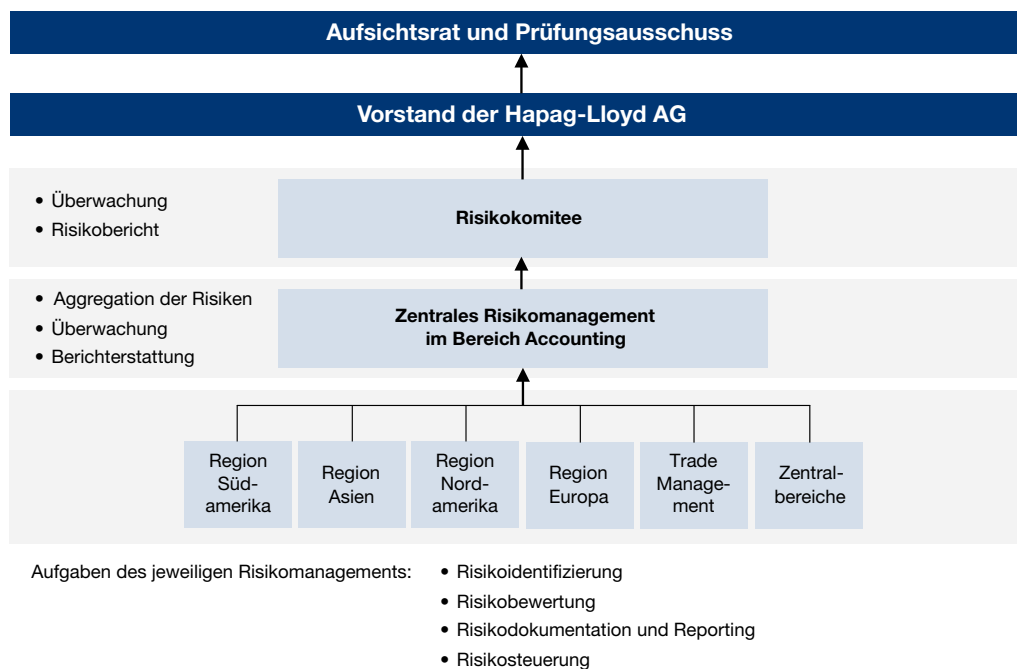 Aufsichtsrat und Prüfungsausschuss
Vorstand der Hapag-Lloyd AG
• Überwachung
• Risikobericht
Risikokomitee
• Aggregation der Risiken
• Überwachung
• Berichterstattung
Zentrales Risikomanagement
im Bereich Accounting
Region
Süd-
amerika
Region
Asien
Region
Nord-
amerika
Region
Europa
Trade
Manage-
ment
Zentral-
bereiche
Aufgaben des jeweiligen Risikomanagements:
• Risikoidentifizierung
• Risikobewertung
• Risikodokumentation und Reporting
• Risikosteuerung